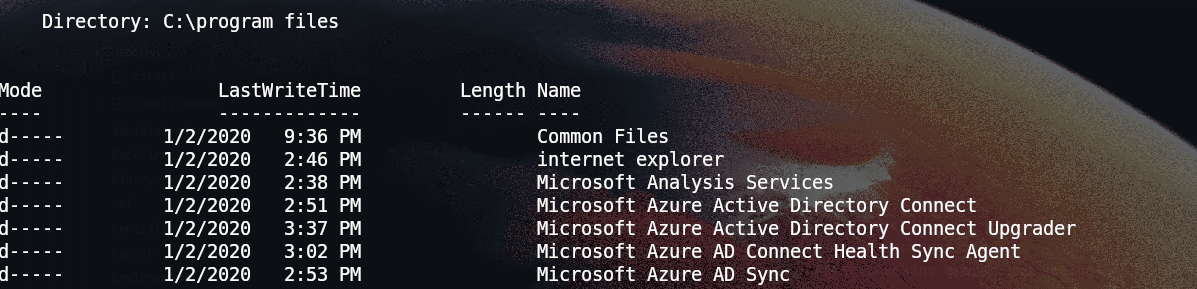 Directory: C:\program files
Mode LastWriteTime Length Name
---- ------------- ------ ----
d----- 1/2/2020 9:36 PM Common Files
d----- 1/2/2020 2:46 PM internet explorer
d----- 1/2/2020 2:38 PM Microsoft Analysis Services
d----- 1/2/2020 2:51 PM Microsoft Azure Active Directory Connect
d----- 1/2/2020 3:37 PM Microsoft Azure Active Directory Connect Upgrader
d----- 1/2/2020 3:02 PM Microsoft Azure AD Connect Health Sync Agent
d----- 1/2/2020 2:53 PM Microsoft Azure AD Sync